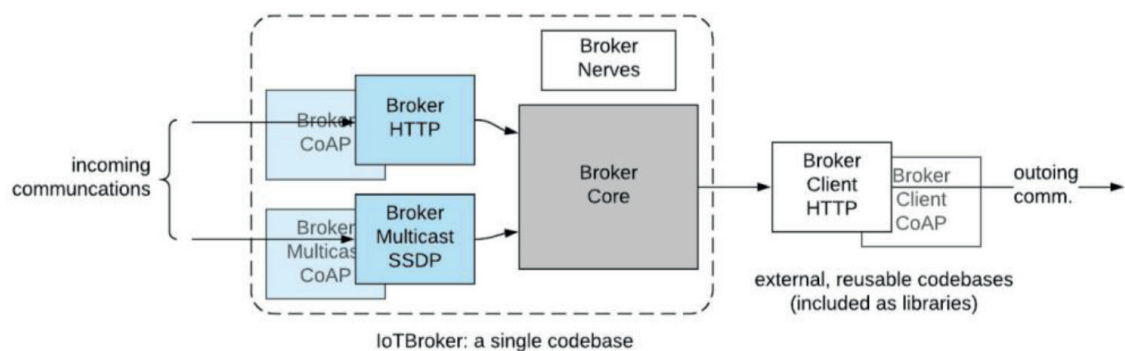 Broker
Nerves
Broker
CoAP
Broker
HTTP
incoming
communcations
Broker
Core
Broker
Client
HTTP
Broker
Client
CoAP
outoing
comm.
Broker
Multicast
CoAP
Broker
Multicast
SSDP
external, reusable codebases
(included as libraries)
IoTBroker: a single codebase